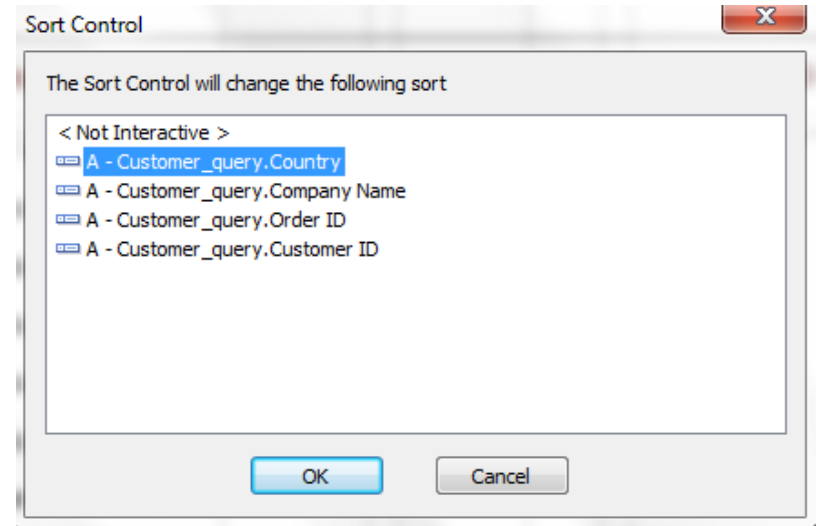 Sort Control
The Sort Control will change the following sort
< Not Interactive >
A - Customer_query.Country
A - Customer_query.Company Name
A - Customer_query.Order ID
A - Customer_query.Customer ID
OK Cancel